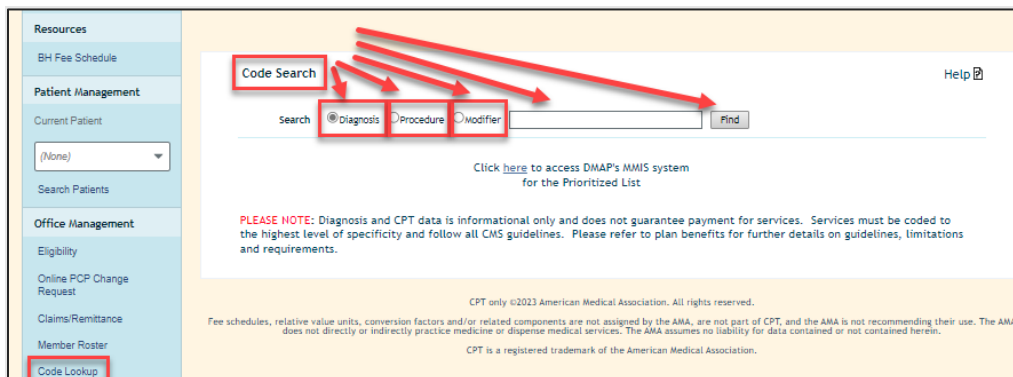 Resources
BH Fee Schedule
Patient Management
Current Patient
(None)
Search Patients
Office Management
Eligibility
Online PCP Change
Request
Claims/Remittance
Member Roster
Code Lookup
Code Search
Help
Search Diagnosis Procedure Modifier Find
Click here to access DMAP's MMIS system
for the Prioritized List
PLEASE NOTE: Diagnosis and CPT data is informational only and does not guarantee payment for services. Services must be coded to
the highest level of specificity and follow all CMS guidelines. Please refer to plan benefits for further details on guidelines, limitations
and requirements.
CPT only ©2023 American Medical Association. All rights reserved.
Fee schedules, relative value units, conversion factors and/or related components are not assigned by the AMA, are not part of CPT, and the AMA is not recommending their use. The AMA
does not directly or indirectly practice medicine or dispense medical services. The AMA assumes no liability for data contained or not contained herein.
CPT is a registered trademark of the American Medical Association.